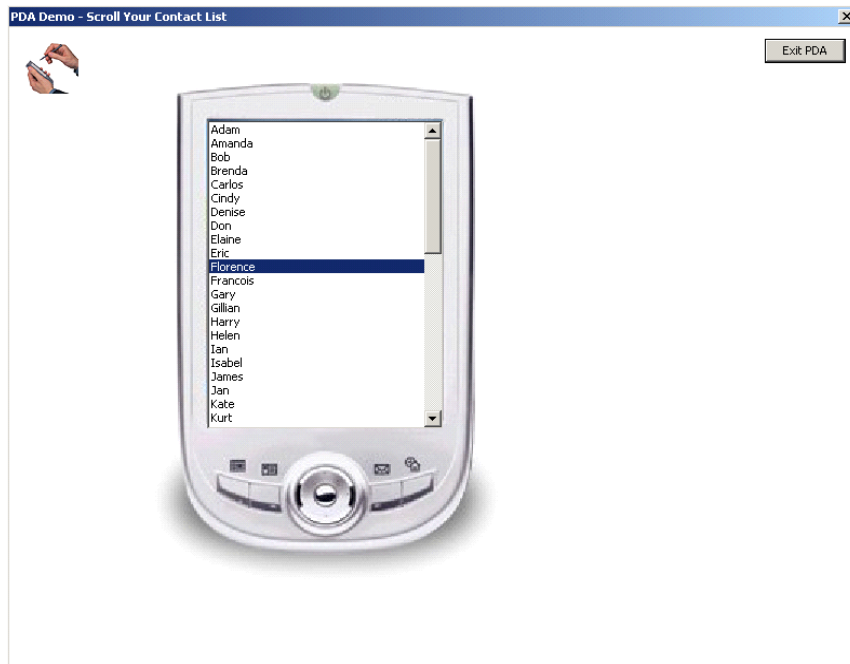 PDA Demo - Scroll Your Contact List
Exit PDA
Adam
Amanda
Bob
Brenda
Carlos
Cindy
Denise
Don
Elaine
Eric
Florence
Francois
Gary
Gillian
Harry
Helen
Ian
Isabel
James
Jan
Kate
Kurt